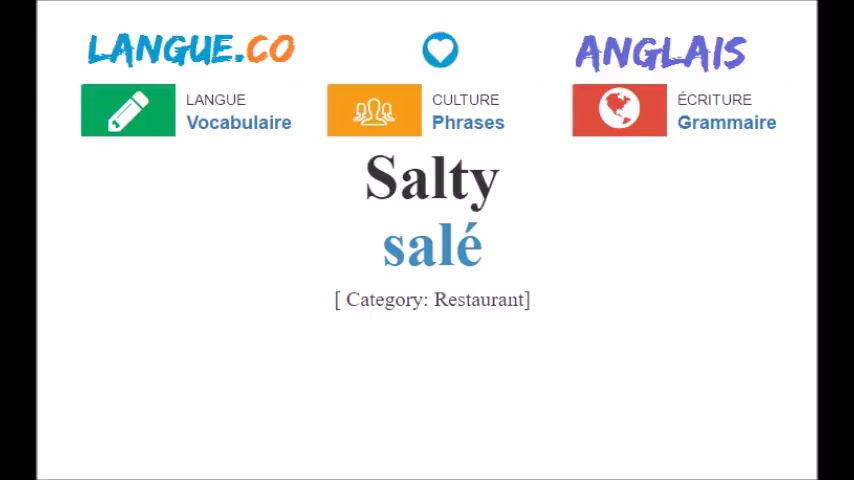 LANGUE.CO ANGLAIS
LANGUE CULTURE ÉCRITURE
Vocabulaire Phrases Grammaire
Salty
salé
[ Category: Restaurant]